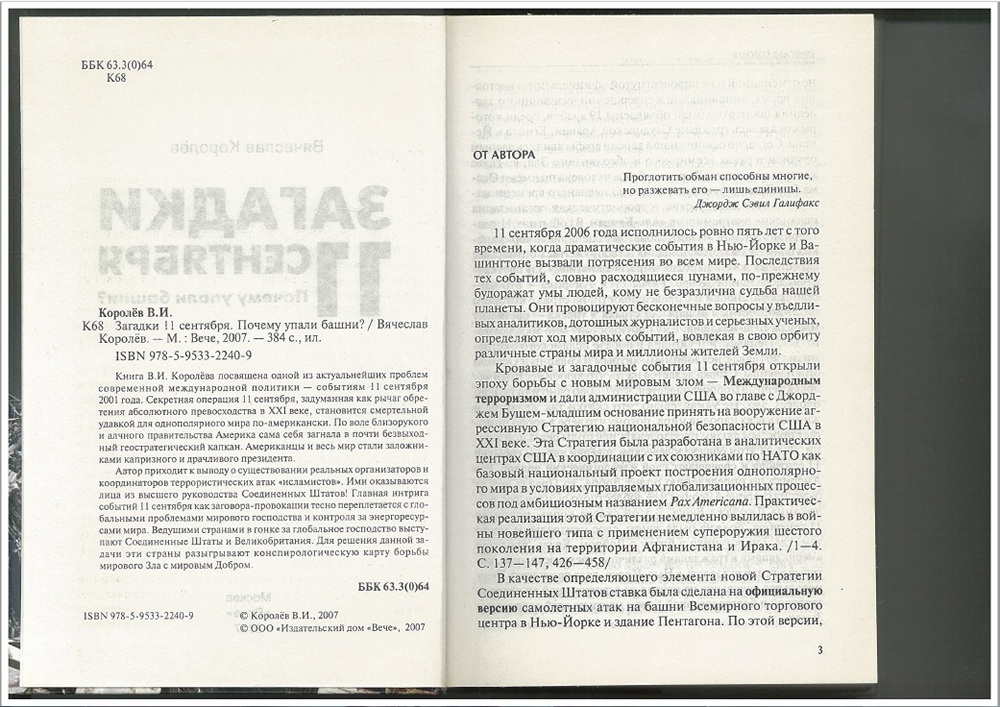 ББК 63.3(0)64
К68
Вячеслав Королёв
ЗАГАДКИ
11 СЕНТЯБРЯ
Почему упали башни?
Королёв В.И.
К68 Загадки 11 сентября. Почему упали башни? / Вячеслав
Королёв. — М. : Вече, 2007. — 384 с., ил.
ISBN 978-5-9533-2240-9
Книга В.И. Королёва посвящена одной из актуальнейших проблем
современной международной политики — событиям 11 сентября
2001 года. Секретная операция 11 сентября, задуманная как рычаг обре-
тения абсолютного превосходства в XXI веке, становится смертельной
удавкой для однополярного мира по-американски. По воле близорукого
и алчного правительства Америка сама себя загнала в почти безвыход-
ный геостратегический капкан. Американцы и весь мир стали заложни-
ками капризного и драчливого президента.
Автор приходит к выводу о существовании реальных организаторов и
координаторов террористических атак «исламистов». Ими оказываются
лица из высшего руководства Соединенных Штатов! Главная интрига
событий 11 сентября как заговора-провокации тесно переплетается с гло-
бальными проблемами мирового господства и контроля за энергоресур-
сами мира. Ведущими странами в гонке за глобальное господство высту-
пают Соединенные Штаты и Великобритания. Для решения данной за-
дачи эти страны разыгрывают конспирологическую карту борьбы
мирового Зла с мировым Добром.
ББК 63.3(0)64
Москва
«Вече»
ISBN 978-5-9533-2240-9
© Королёв В.И., 2007
© ООО «Издательский дом «Вече», 2007
ОТ АВТОРА
Проглотить обман способны многие,
но разжевать его — лишь единицы.
Джордж Сэвил Галифакс
11 сентября 2006 года исполнилось ровно пять лет с того
времени, когда драматические события в Нью-Йорке и Ва-
шингтоне вызвали потрясения во всем мире. Последствия
тех событий, словно расходящиеся цунами, по-прежнему
будоражат умы людей, кому не безразлична судьба нашей
планеты. Они провоцируют бесконечные вопросы у въедли-
вых аналитиков, дотошных журналистов и серьезных ученых,
определяют ход мировых событий, вовлекая в свою орбиту
различные страны мира и миллионы жителей Земли.
Кровавые и загадочные события 11 сентября открыли
эпоху борьбы с новым мировым злом — Международным
терроризмом и дали администрации США во главе с Джорд-
жем Бушем-младшим основание принять на вооружение аг-
рессивную Стратегию национальной безопасности США в
XXI веке. Эта Стратегия была разработана в аналитических
центрах США в координации с их союзниками по НАТО как
базовый национальный проект построения однополярно-
го мира в условиях управляемых глобализационных процес-
сов под амбициозным названием Pax Americana. Практичес-
кая реализация этой Стратегии немедленно вылилась в вой-
ны новейшего типа с применением супероружия шестого
поколения на территории Афганистана и Ирака. /1—4.
С. 137—147, 426—458/
В качестве определяющего элемента новой Стратегии
Соединенных Штатов ставка была сделана на официальную
версию самолетных атак на башни Всемирного торгового
центра в Нью-Йорке и здание Пентагона. По этой версии,
3